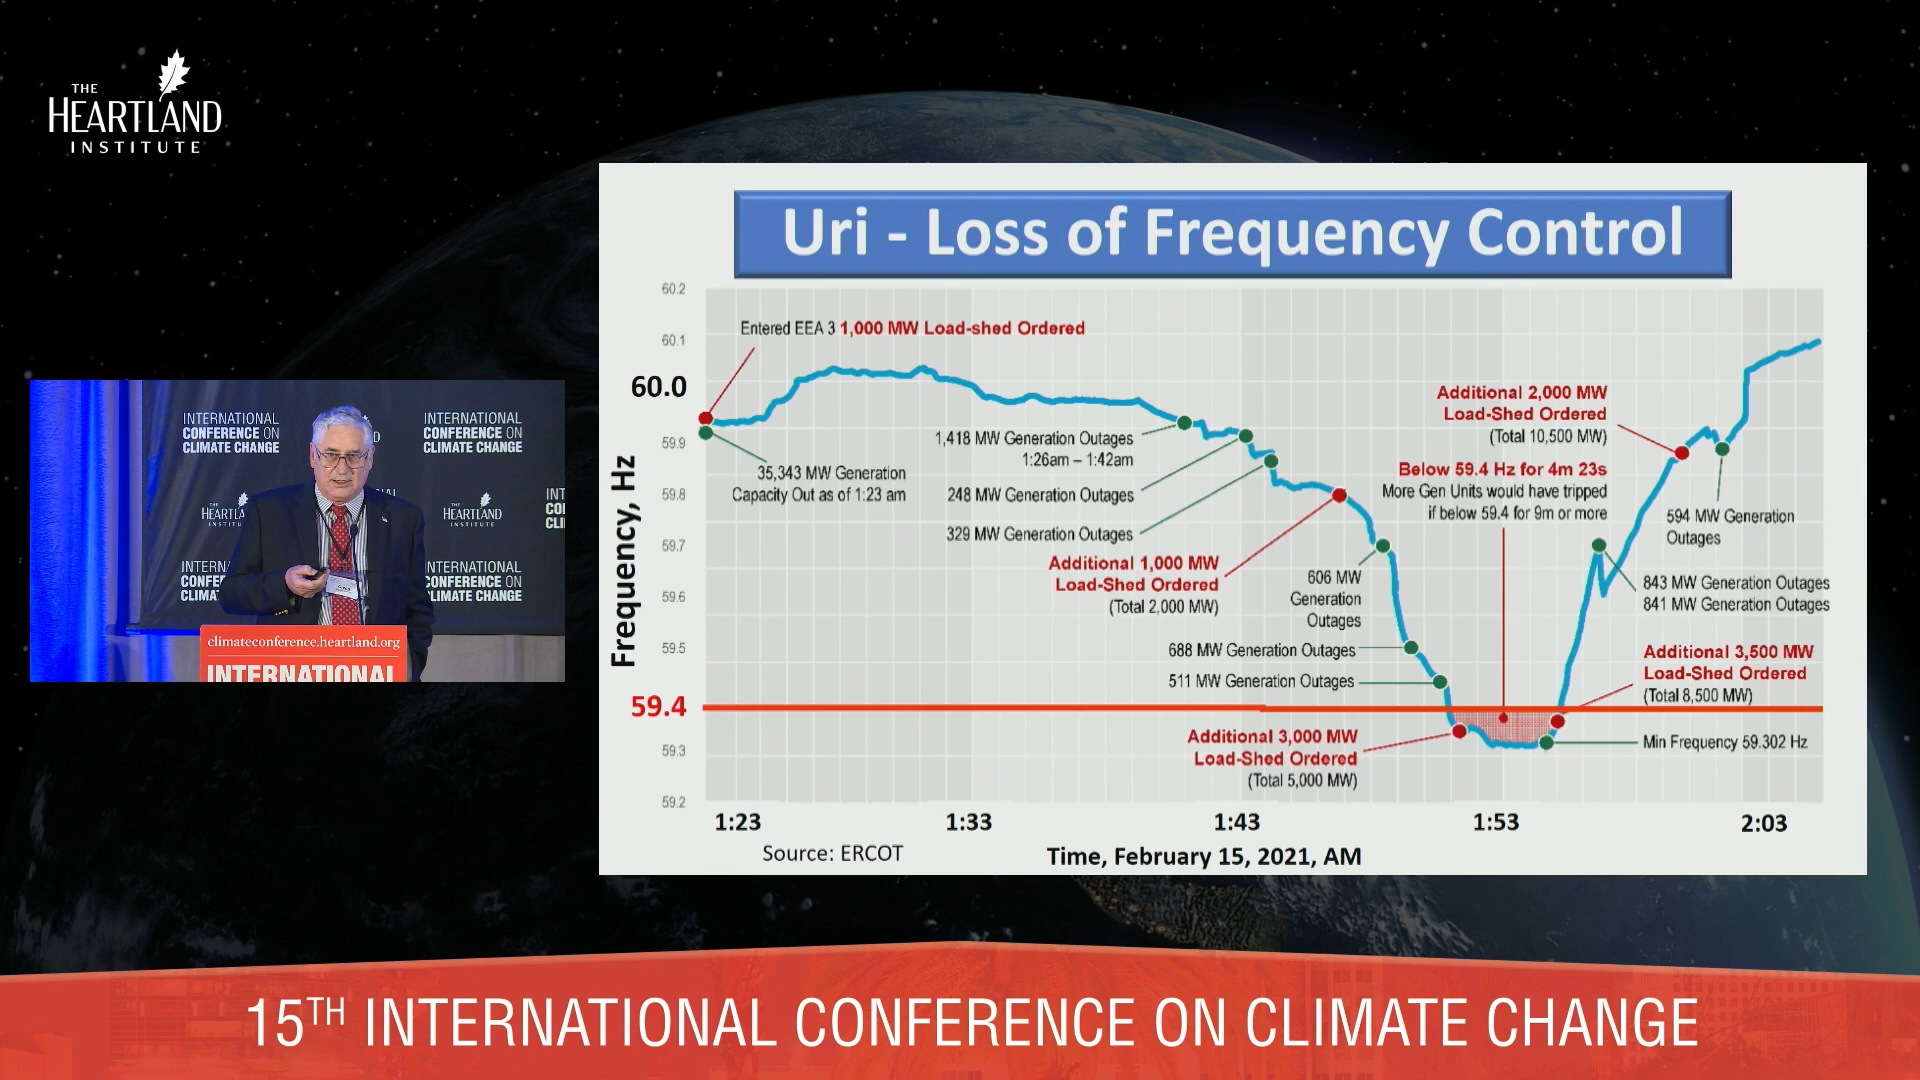 THE
HEARTLAND
INSTITUTE
Uri - Loss of Frequency Control
Frequency, Hz
60.2
60.1
60.0
59.9
59.8
59.7
59.6
59.5
59.4
59.3
59.2
Entered EEA 3 1,000 MW Load-shed Ordered
35,343 MW Generation
Capacity Out as of 1:23 am
1,418 MW Generation Outages
1:26am – 1:42am
248 MW Generation Outages
329 MW Generation Outages
Additional 1,000 MW
Load-Shed Ordered
(Total 2,000 MW)
606 MW
Generation
Outages
688 MW Generation Outages
511 MW Generation Outages
Additional 3,000 MW
Load-Shed Ordered
(Total 5,000 MW)
Additional 2,000 MW
Load-Shed Ordered
(Total 10,500 MW)
Below 59.4 Hz for 4m 23s
More Gen Units would have tripped
if below 59.4 for 9m or more
594 MW Generation
Outages
843 MW Generation Outages
841 MW Generation Outages
Additional 3,500 MW
Load-Shed Ordered
(Total 8,500 MW)
Min Frequency 59.302 Hz
1:23
1:33
1:43
1:53
2:03
Source: ERCOT
Time, February 15, 2021, AM
INTERNATIONAL
CONFERENCE ON
CLIMATE CHANGE
INTERNATIONAL
CONFERENCE ON
CLIMATE CHANGE
THE
HEARTLAND
INSTITUTE
INTERNATIONAL
CONFERENCE ON
CLIMATE CHANGE
climateconference.heartland.org
INTERNATIONAL
15TH INTERNATIONAL CONFERENCE ON CLIMATE CHANGE